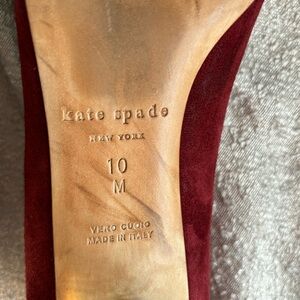 kate spade
NEW YORK
10
M
VERO CUOIO
MADE IN ITALY